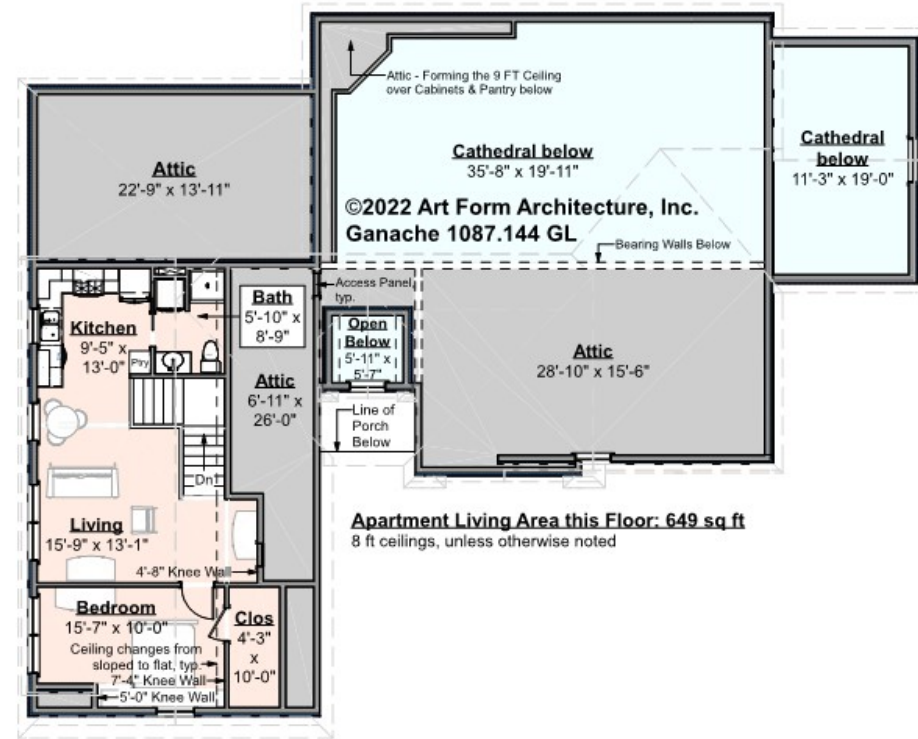 Attic - Forming the 9 FT Ceiling
over Cabinets & Pantry below
Attic
22'-9" x 13'-11"
Cathedral below
35'-8" x 19'-11"
Cathedral
below
11'-3" x 19'-0"
©2022 Art Form Architecture, Inc.
Ganache 1087.144 GL
Bearing Walls Below
Access Panel,
typ.
Bath
5'-10" x
8'-9"
Kitchen
9'-5" x
13'-0"
Ptry
Open
Below
5'-11" x
5'-7"
Attic
28'-10" x 15'-6"
Attic
6'-11" x
26'-0"
Line of
Porch
Below
Dn
Living
15'-9" x 13'-1"
4'-8" Knee Wall
Apartment Living Area this Floor: 649 sq ft
8 ft ceilings, unless otherwise noted
Bedroom
15'-7" x 10'-0"
Clos
4'-3"
x
10'-0"
Ceiling changes from
sloped to flat, typ.
7'-4" Knee Wall
5'-0" Knee Wall